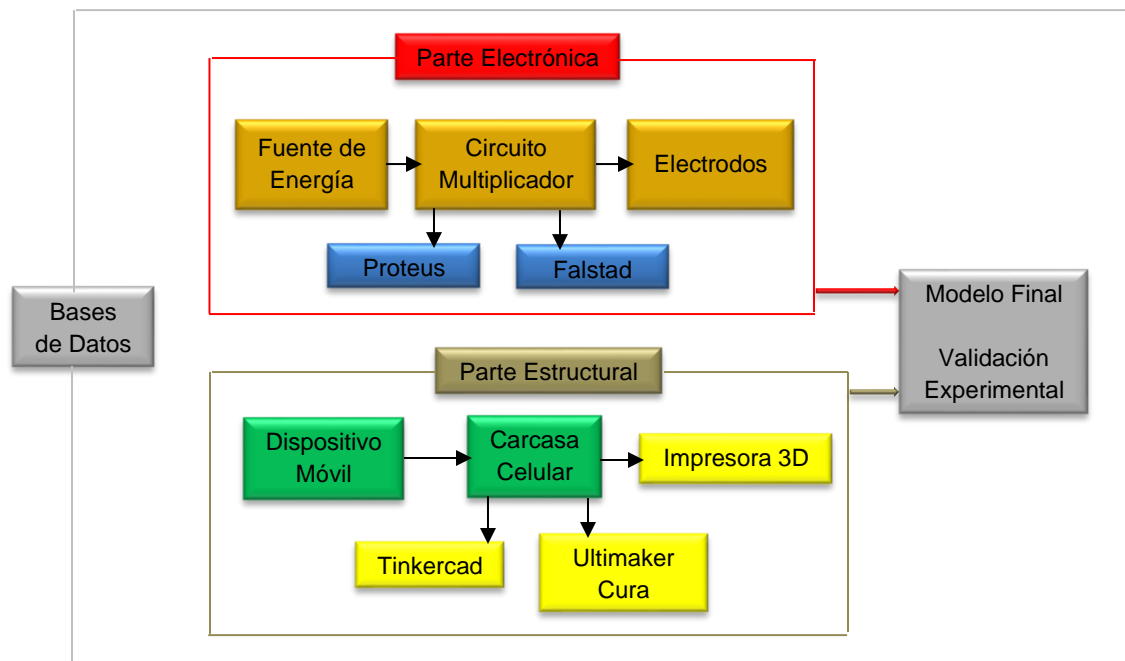 Parte Electrónica
Fuente de
Energía
Circuito
Multiplicador
Electrodos
Proteus
Falstad
Bases
de Datos
Modelo Final
Validación
Experimental
Parte Estructural
Dispositivo
Móvil
Carcasa
Celular
Impresora 3D
Tinkercad
Ultimaker
Cura